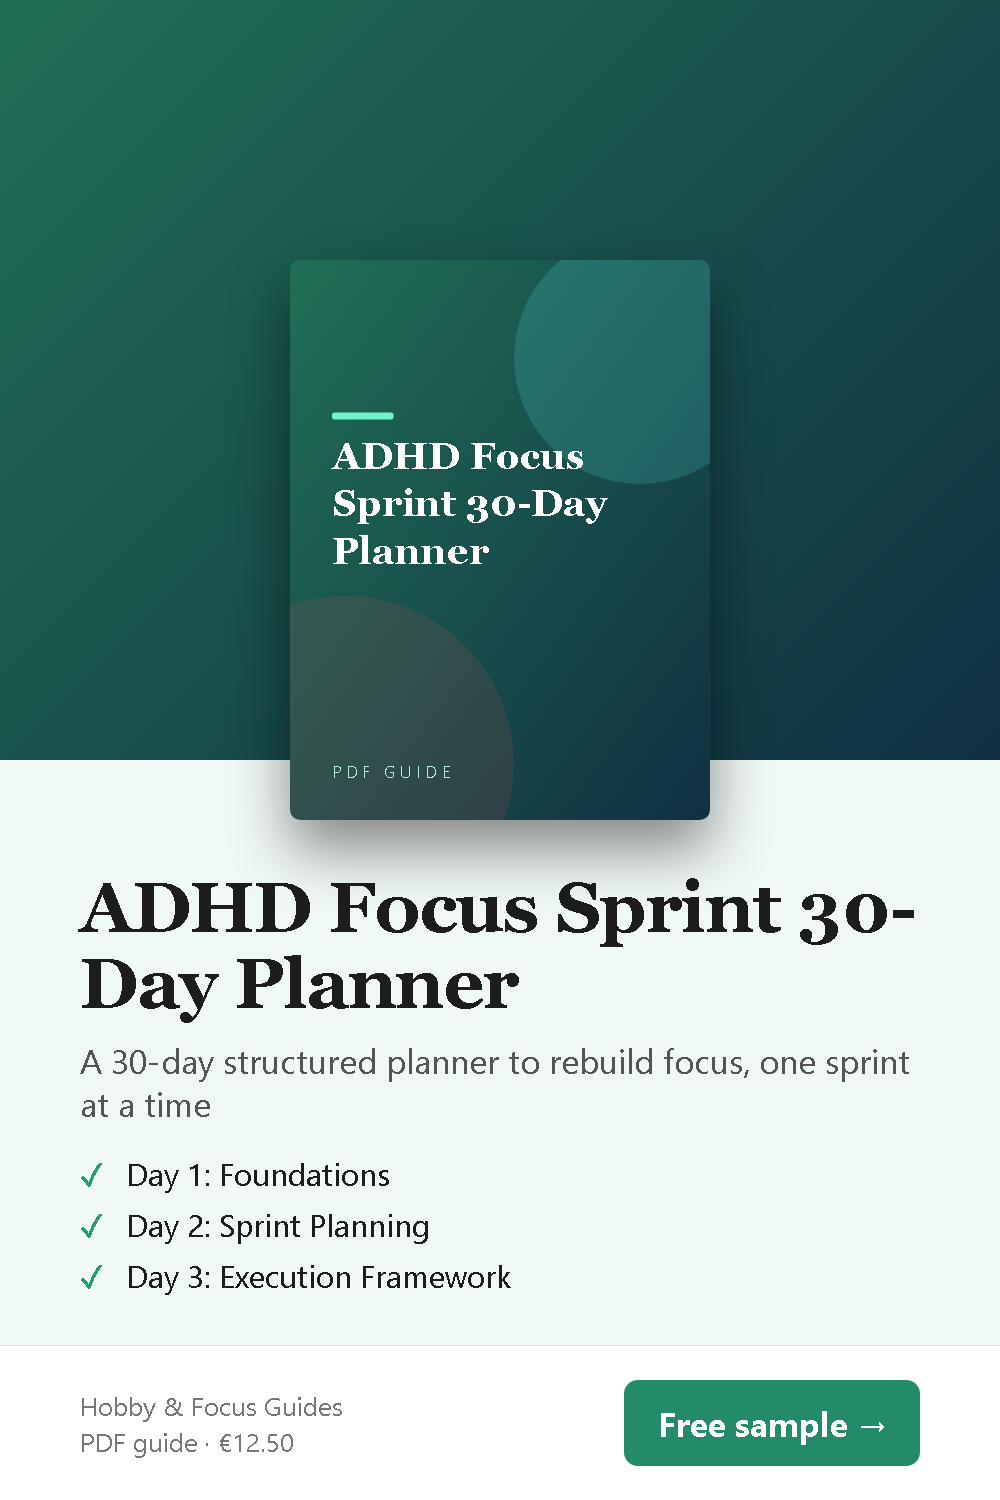 ADHD Focus
Sprint 30-Day
Planner
PDF GUIDE
ADHD Focus Sprint 30-
Day Planner
A 30-day structured planner to rebuild focus, one sprint
at a time
✓ Day 1: Foundations
✓ Day 2: Sprint Planning
✓ Day 3: Execution Framework
Hobby & Focus Guides
PDF guide · €12.50
Free sample →